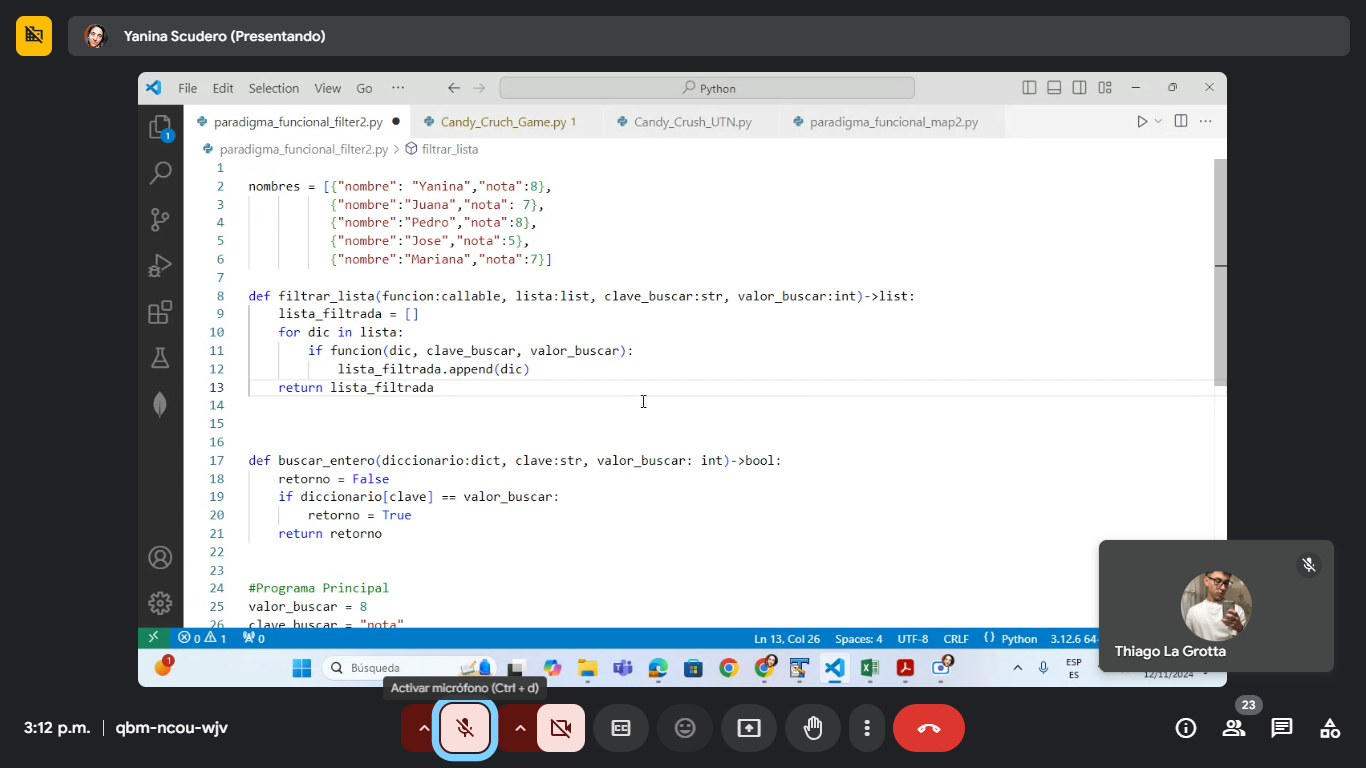 Yanina Scudero (Presentando)
File Edit Selection View Go ··· Python
paradigma_funcional_filter2.py Candy_Cruch_Game.py 1 Candy_Crush_UTN.py paradigma_funcional_map2.py
paradigma_funcional_filter2.py > filtrar_lista
1
2 nombres = [{"nombre": "Yanina","nota":8},
3 {"nombre":"Juana","nota": 7},
4 {"nombre":"Pedro","nota":8},
5 {"nombre":"Jose","nota":5},
6 {"nombre":"Mariana","nota":7}]
7
8 def filtrar_lista(funcion:callable, lista:list, clave_buscar:str, valor_buscar:int)->list:
9 lista_filtrada = []
10 for dic in lista:
11 if funcion(dic, clave_buscar, valor_buscar):
12 lista_filtrada.append(dic)
13 return lista_filtrada
14
15
16
17 def buscar_entero(diccionario:dict, clave:str, valor_buscar: int)->bool:
18 retorno = False
19 if diccionario[clave] == valor_buscar:
20 retorno = True
21 return retorno
22
23
24 #Programa Principal
25 valor_buscar = 8
26 clave_buscar = "nota"
1
0 1 0 Ln 13, Col 26 Spaces: 4 UTF-8 CRLF Python 3.12.6 64-
1 Búsqueda ESP
ES
12/11/2024
Thiago La Grotta
Activar micrófono (Ctrl + d)
3:12 p.m. | qbm-ncou-wjv
23